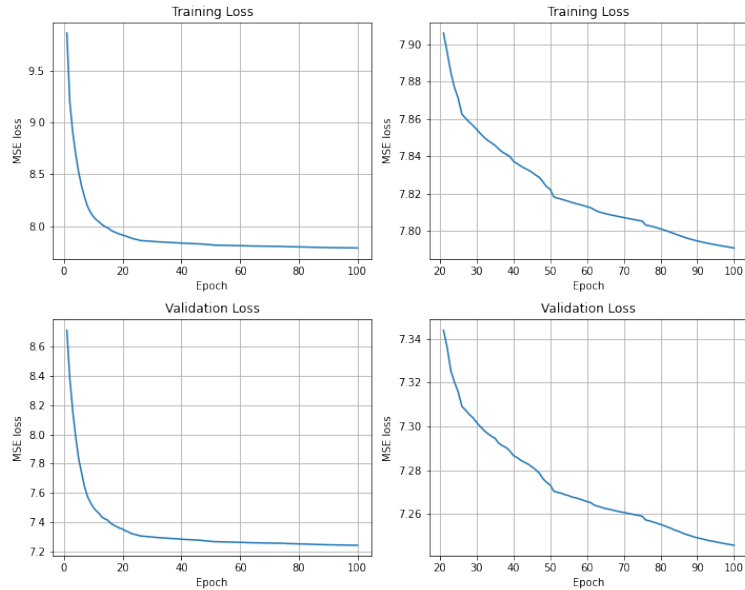 Training Loss
9.5
9.0
8.5
8.0
MSE loss
0 20 40 60 80 100
Epoch
Training Loss
7.90
7.88
7.86
7.84
7.82
7.80
MSE loss
20 30 40 50 60 70 80 90 100
Epoch
Validation Loss
8.6
8.4
8.2
8.0
7.8
7.6
7.4
7.2
MSE loss
0 20 40 60 80 100
Epoch
Validation Loss
7.34
7.32
7.30
7.28
7.26
MSE loss
20 30 40 50 60 70 80 90 100
Epoch